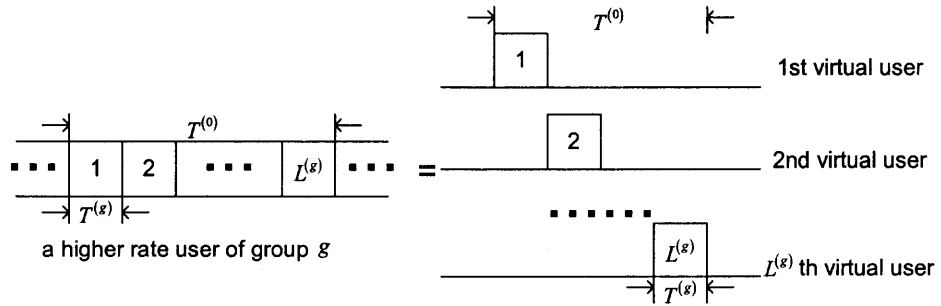 T^{(0)}
1
1st virtual user
T^{(0)}
2
2nd virtual user
... 1 2 ... L^{(g)} ... =
T^{(g)}
......
a higher rate user of group g
L^{(g)}
L^{(g)} th virtual user
T^{(g)}